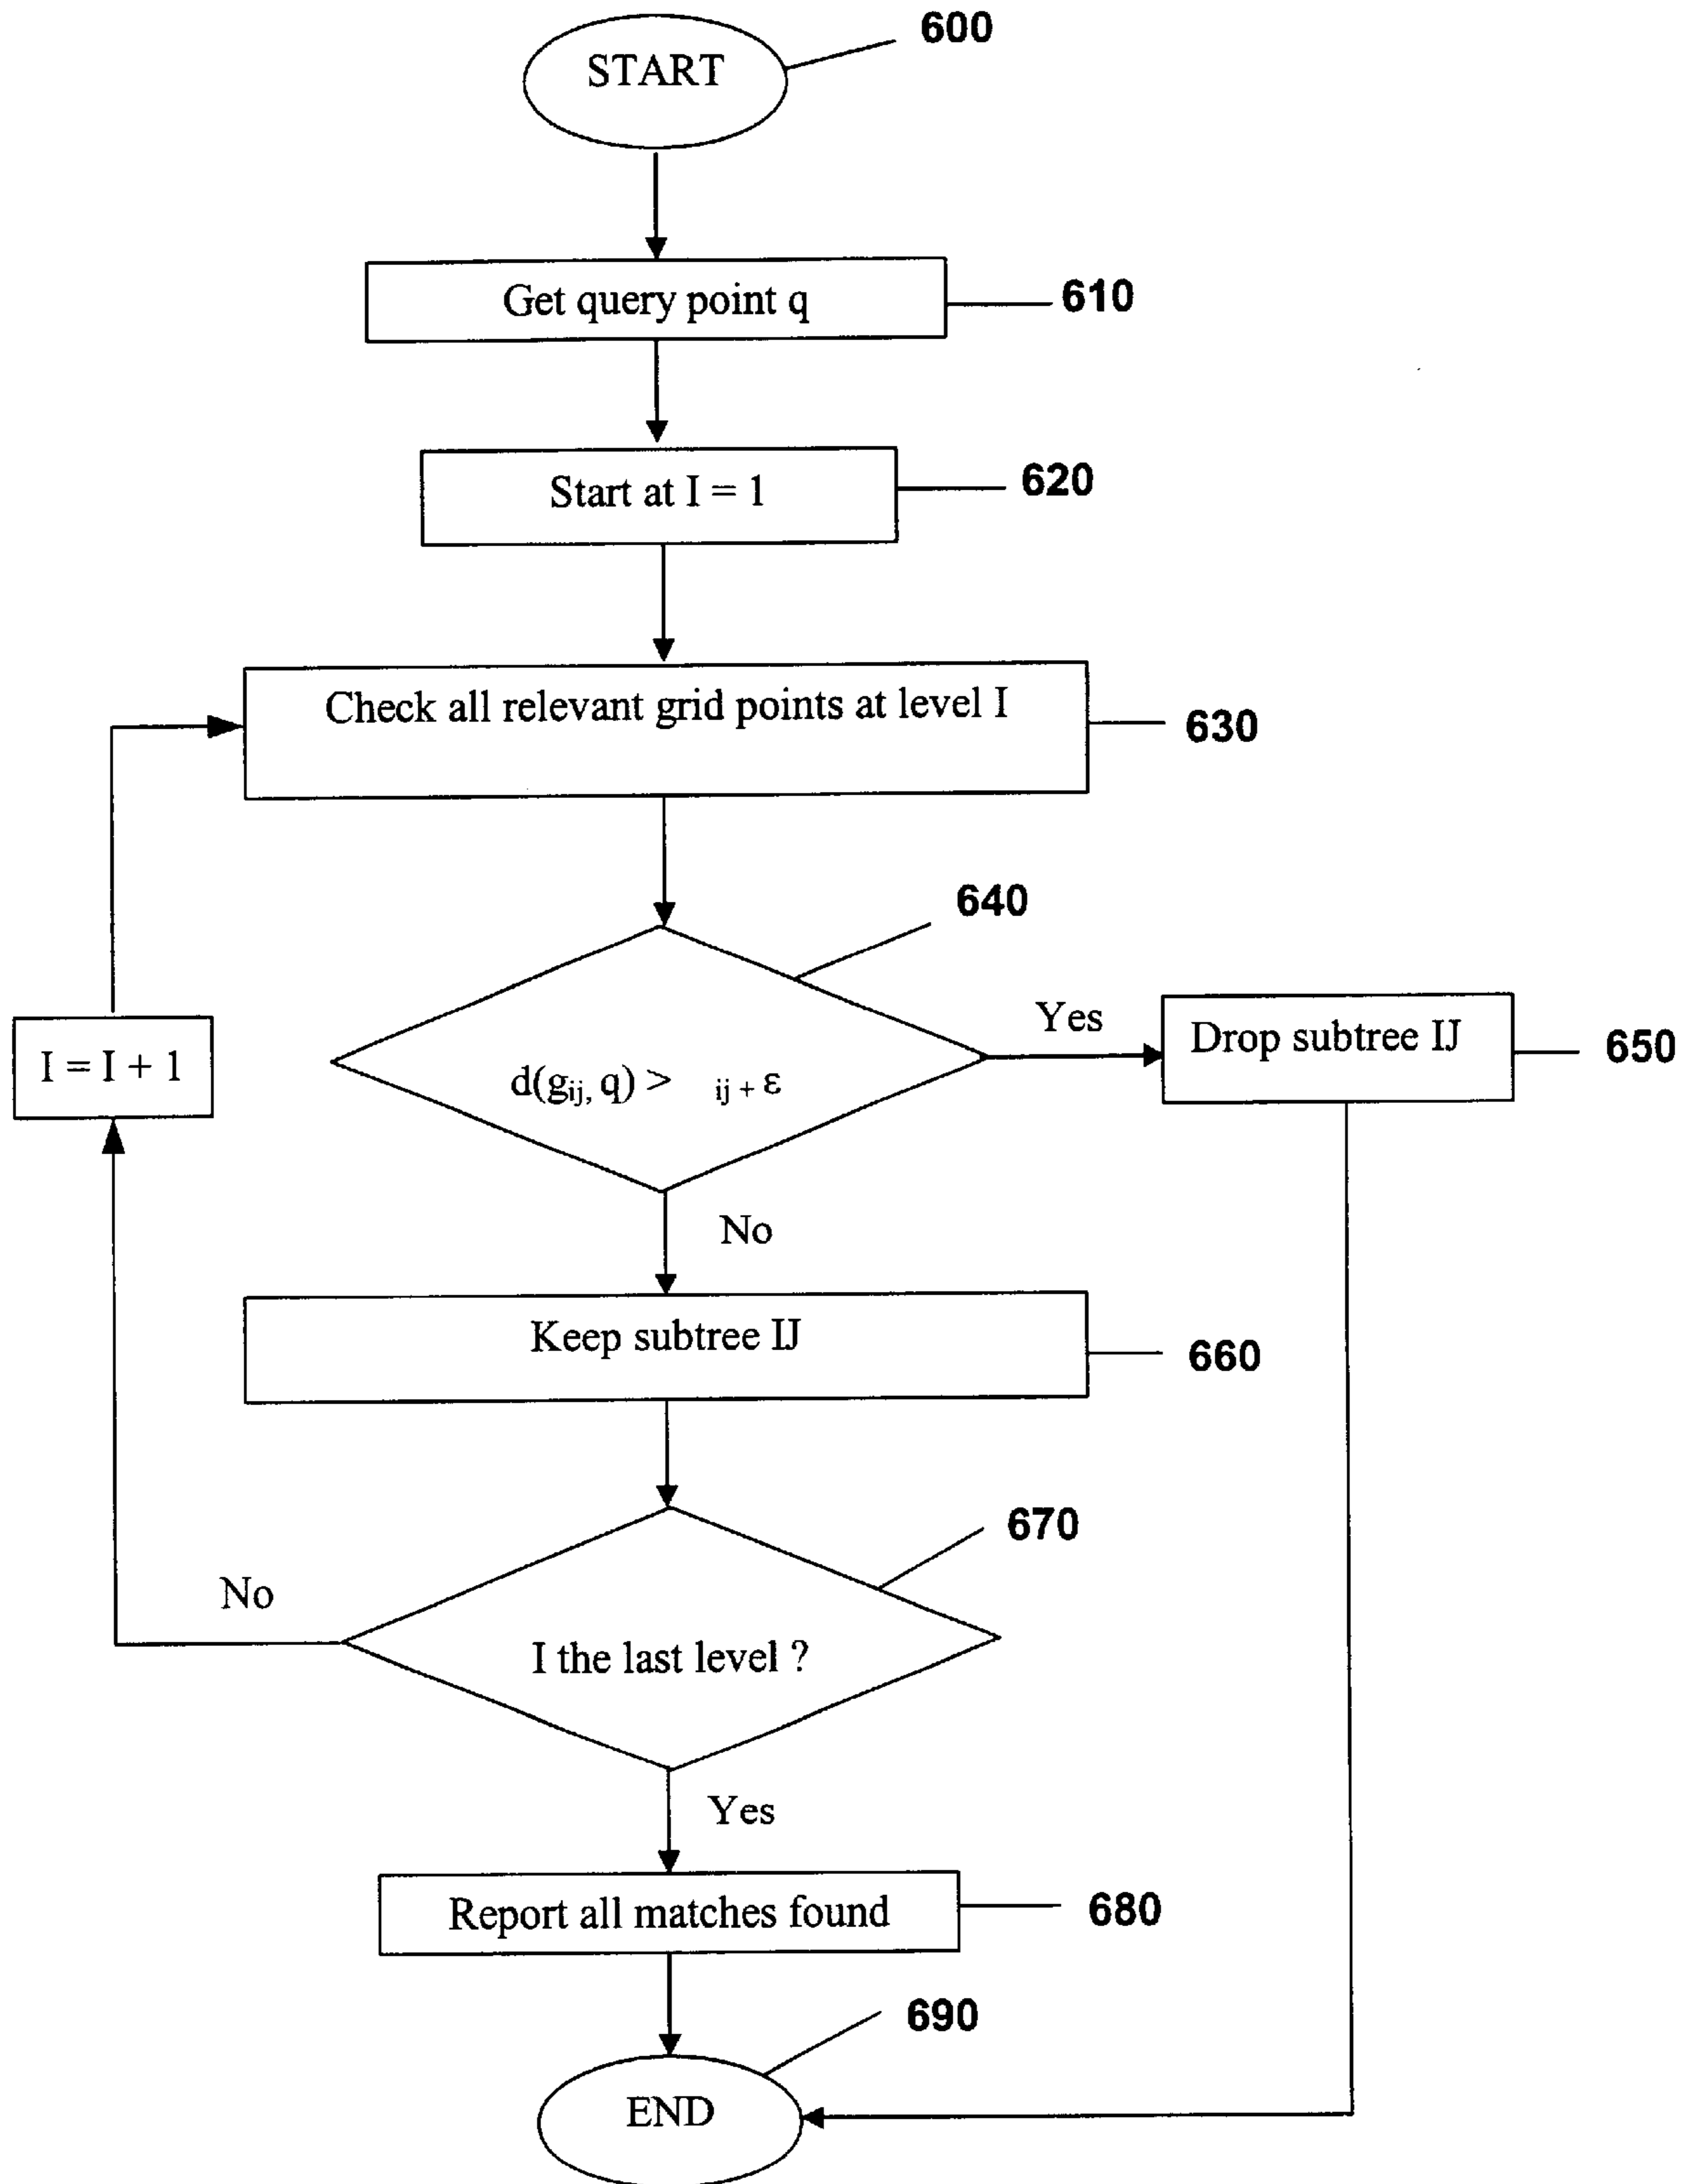 START
600
Get query point q
610
Start at I = 1
620
Check all relevant grid points at level I
630
640
d(gij, q) > ij + ε
Yes
Drop subtree IJ
650
I = I + 1
No
Keep subtree IJ
660
670
No
I the last level ?
Yes
Report all matches found
680
690
END